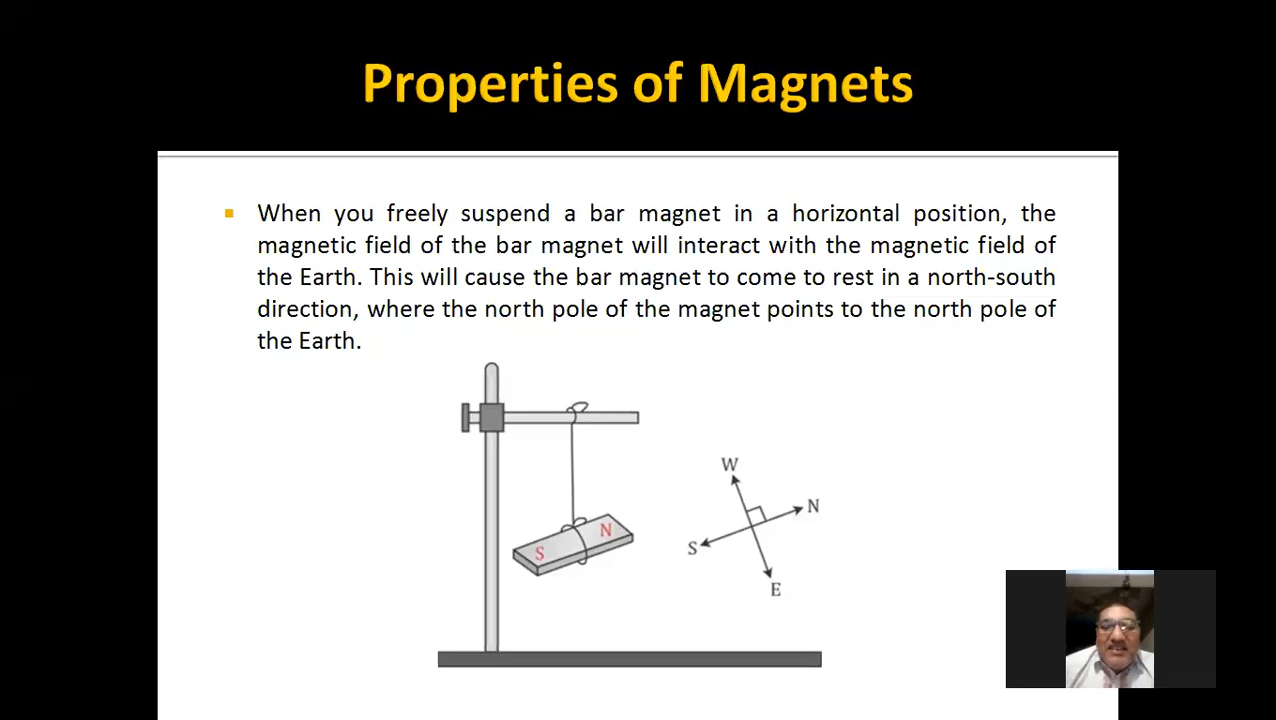 Properties of Magnets
When you freely suspend a bar magnet in a horizontal position, the
magnetic field of the bar magnet will interact with the magnetic field of
the Earth. This will cause the bar magnet to come to rest in a north-south
direction, where the north pole of the magnet points to the north pole of
the Earth.
W
N
S
E
N
S